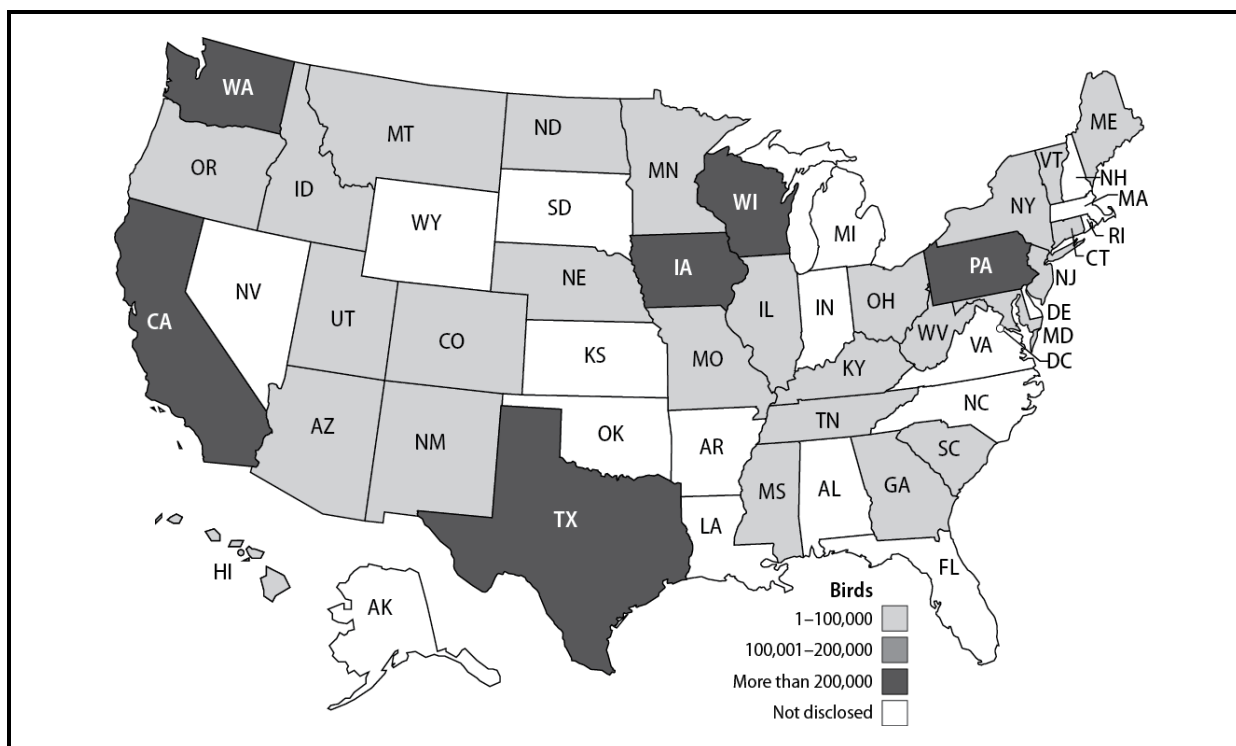 WA
MT
ND
MN
ME
VT
OR
ID
NH
WI
NY
MA
SD
WY
MI
RI
CT
IA
PA
NJ
NE
NV
OH
IL
IN
DE
UT
WV
MD
CA
CO
VA
DC
KS
MO
KY
NC
TN
AZ
OK
NM
AR
SC
MS
AL
GA
TX
LA
FL
HI
AK
Birds
1–100,000
100,001–200,000
More than 200,000
Not disclosed